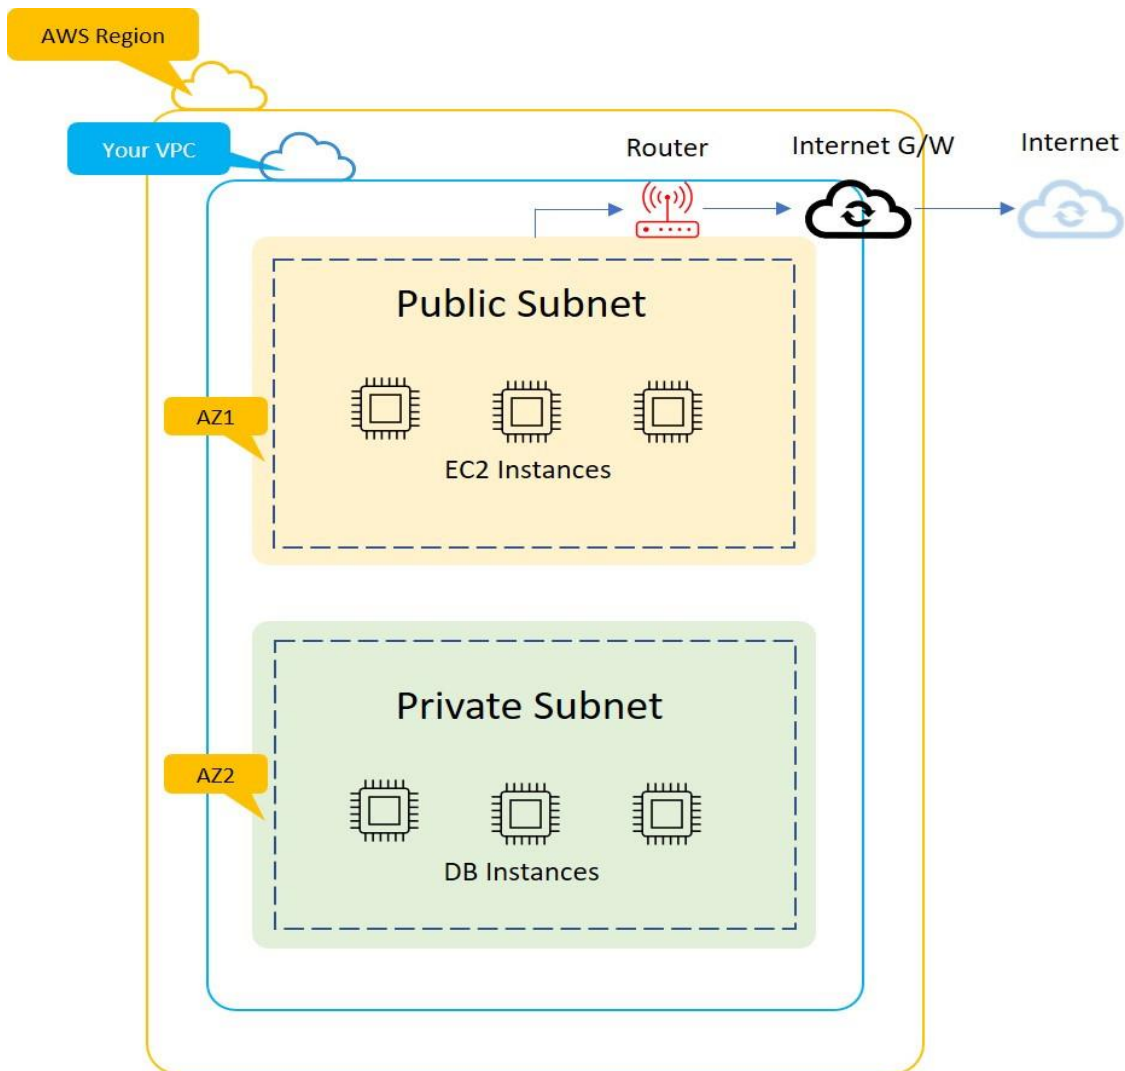 AWS Region
Your VPC
Router
Internet G/W
Internet
Public Subnet
AZ1
EC2 Instances
Private Subnet
AZ2
DB Instances